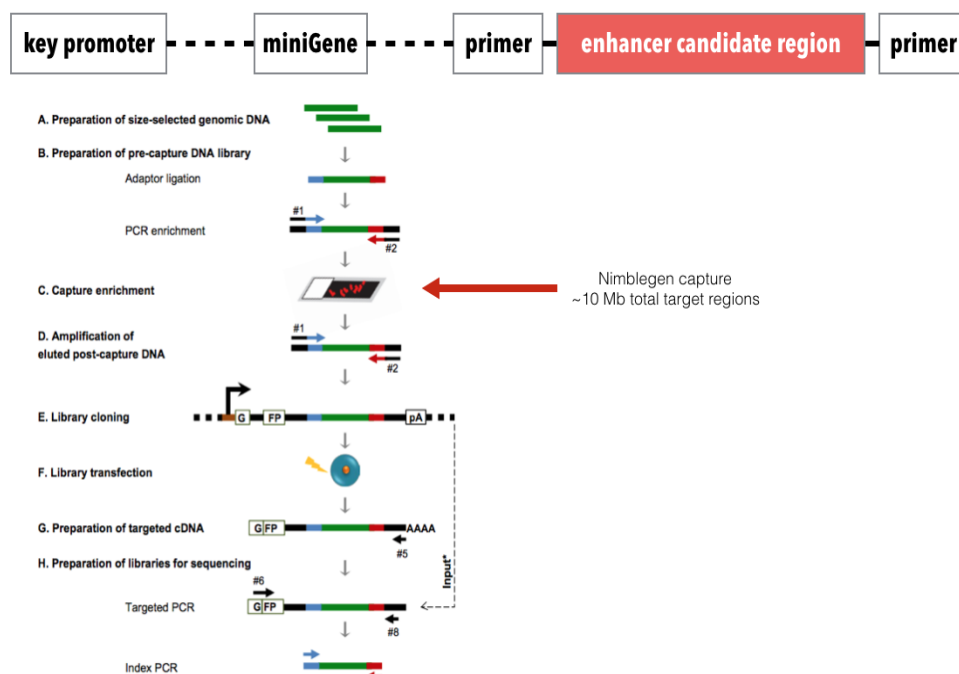 key promoter miniGene primer enhancer candidate region primer
A. Preparation of size-selected genomic DNA
B. Preparation of pre-capture DNA library
Adaptor ligation
#1
PCR enrichment
#2
C. Capture enrichment
Nimblegen capture
~10 Mb total target regions
D. Amplification of
eluted post-capture DNA
#1
#2
E. Library cloning
G FP pA
F. Library transfection
G. Preparation of targeted cDNA
G FP AAAA
#5
H. Preparation of libraries for sequencing
Input*
#6
Targeted PCR
G FP
#8
Index PCR